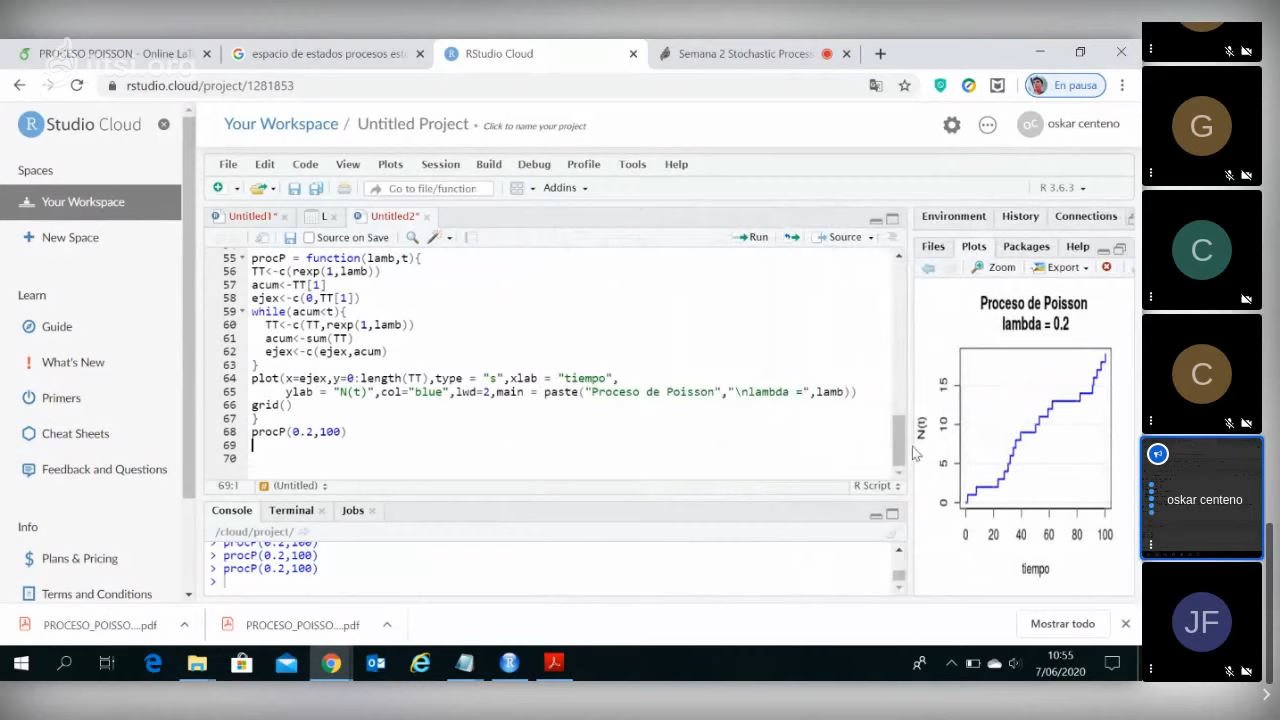 PROCESO POISSON - Online LaT
espacio de estados procesos esto
RStudio Cloud
Semana 2 Stochastic Process
jitsi.org
rstudio.cloud/project/1281853
En pausa
R Studio Cloud
Your Workspace / Untitled Project
Click to name your project
OC oskar centeno
Spaces
Your Workspace
New Space
Learn
Guide
What's New
Primers
Cheat Sheets
Feedback and Questions
Info
Plans & Pricing
Terms and Conditions
File Edit Code View Plots Session Build Debug Profile Tools Help
Go to file/function
Addins
R 3.6.3
Untitled1*
L
Untitled2*
Source on Save
Run
Source
55 procP = function(lamb,t){
56 TT<-c(rexp(1,lamb))
57 acum<-TT[1]
58 ejex<-c(0,TT[1])
59 while(acum<t){
60 TT<-c(TT,rexp(1,lamb))
61 acum<-sum(TT)
62 ejex<-c(ejex,acum)
63 }
64 plot(x=ejex,y=0:length(TT),type = "s",xlab = "tiempo",
65 ylab = "N(t)",col="blue",lwd=2,main = paste("Proceso de Poisson","\nlambda =",lamb))
66 grid()
67 }
68 procP(0.2,100)
69
70
69:1
(Untitled)
R Script
Console Terminal Jobs
/cloud/project/
> procP(0.2,100)
> procP(0.2,100)
> procP(0.2,100)
>
Environment History Connections
Files Plots Packages Help
Zoom Export
Proceso de Poisson
lambda = 0.2
N(t)
15
10
5
0
0 20 40 60 80 100
tiempo
G
C
C
oskar centeno
JF
PROCESO_POISSO....pdf
PROCESO_POISSO....pdf
Mostrar todo
10:55
7/06/2020